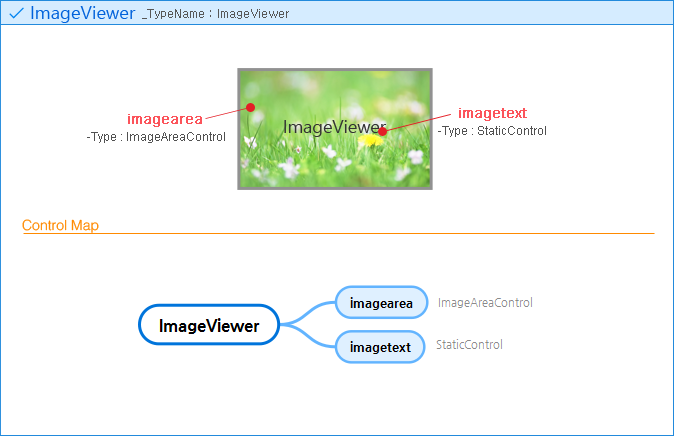 ImageViewer _TypeName : ImageViewer
imagearea
-Type : ImageAreaControl
ImageViewer
imagetext
-Type : StaticControl
Control Map
ImageViewer
imagearea ImageAreaControl
imagetext StaticControl